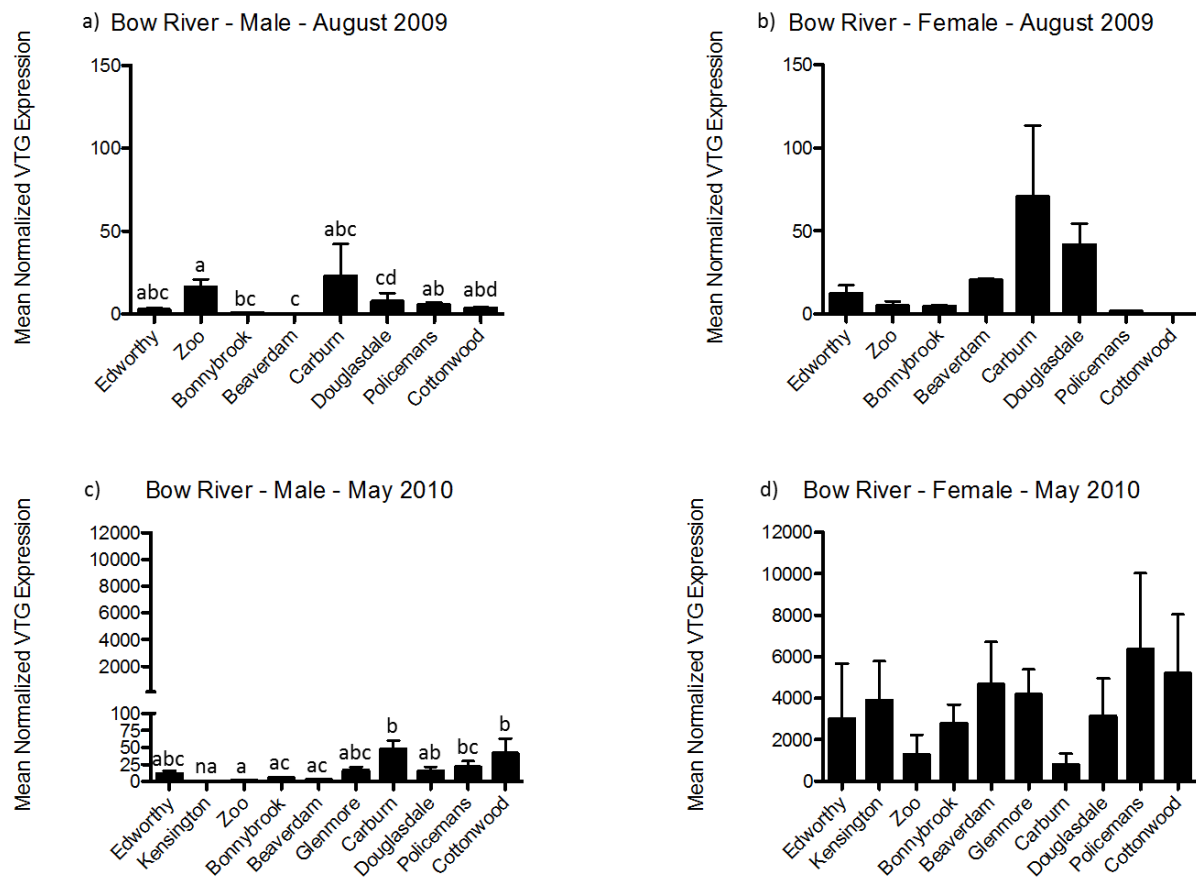 a) Bow River - Male - August 2009
Mean Normalized VTG Expression
150
100
50
0
abc a bc c abc cd ab abd
Edworthy Zoo Bonnybrook Beaverdam Carburn Douglasdale Policemans Cottonwood
b) Bow River - Female - August 2009
Mean Normalized VTG Expression
150
100
50
0
Edworthy Zoo Bonnybrook Beaverdam Carburn Douglasdale Policemans Cottonwood
c) Bow River - Male - May 2010
Mean Normalized VTG Expression
12000
10000
8000
6000
4000
2000
100
75
50
25
0
abc na a ac ac abc b ab bc b
Edworthy Kensington Zoo Bonnybrook Beaverdam Glenmore Carburn Douglasdale Policemans Cottonwood
d) Bow River - Female - May 2010
Mean Normalized VTG Expression
12000
10000
8000
6000
4000
2000
0
Edworthy Kensington Zoo Bonnybrook Beaverdam Glenmore Carburn Douglasdale Policemans Cottonwood